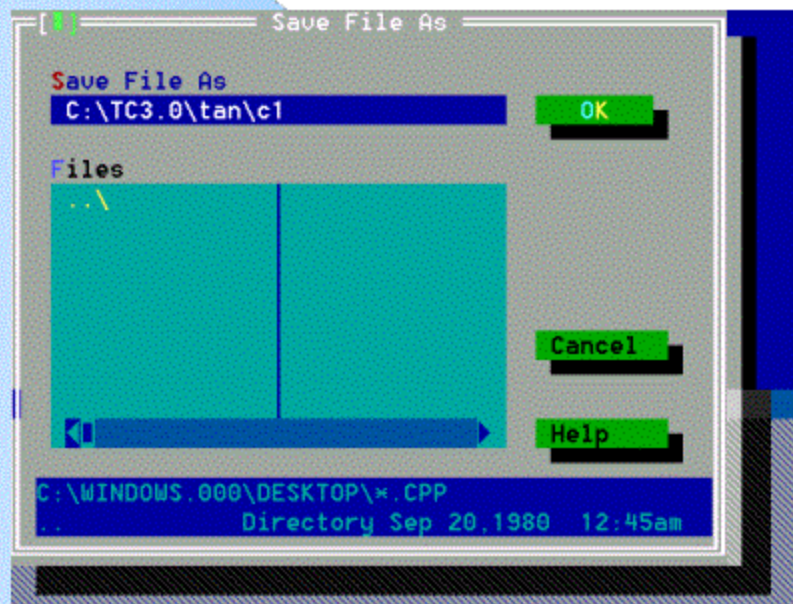 Save File As
Save File As
C:\TC3.0\tan\c1
OK
Files
..\
Cancel
Help
C:\WINDOWS.000\DESKTOP\*.CPP
.. Directory Sep 20,1980 12:45am